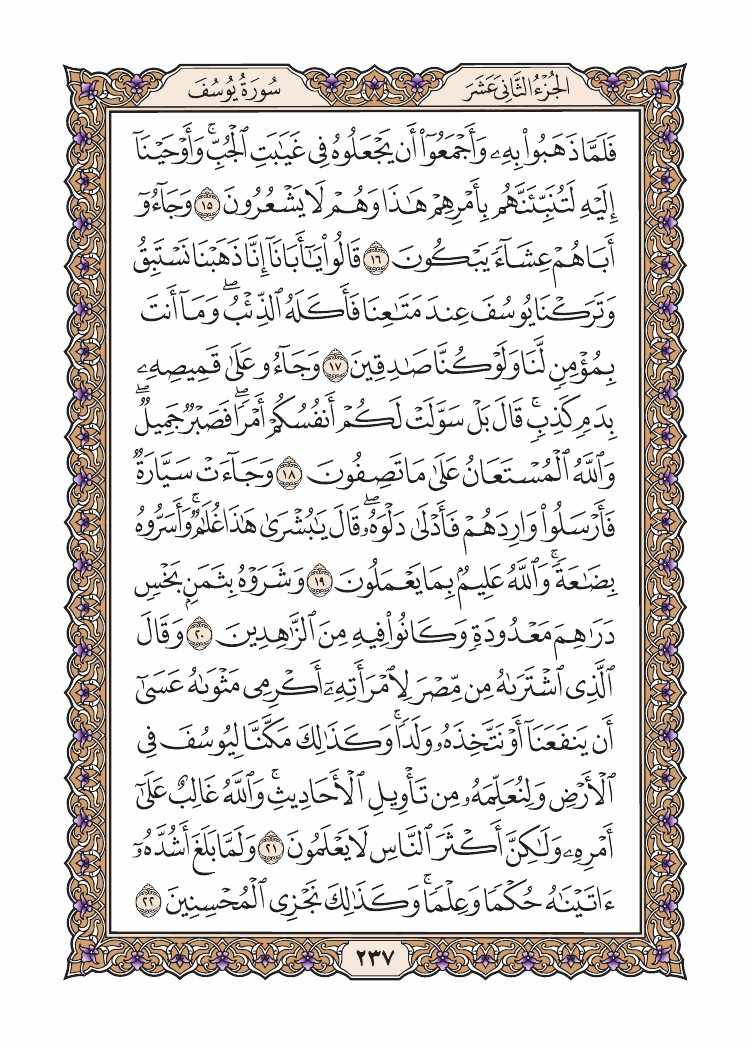 الجُزْءُ الثَّانِي عَشَرَ
سُورَةُ يُوسُفَ
فَلَمَّا ذَهَبُوا۟ بِهِۦ وَأَجْمَعُوٓا۟ أَن يَجْعَلُوهُ فِى غَيَٰبَتِ ٱلْجُبِّۚ وَأَوْحَيْنَآ
إِلَيْهِ لَتُنَبِّئَنَّهُم بِأَمْرِهِمْ هَٰذَا وَهُمْ لَا يَشْعُرُونَ ١٥ وَجَآءُوٓ
أَبَاهُمْ عِشَآءً يَبْكُونَ ١٦ قَالُوا۟ يَٰٓأَبَانَآ إِنَّا ذَهَبْنَا نَسْتَبِقُ
وَتَرَكْنَا يُوسُفَ عِندَ مَتَٰعِنَا فَأَكَلَهُ ٱلذِّئْبُۖ وَمَآ أَنتَ
بِمُؤْمِنٍ لَّنَا وَلَوْ كُنَّا صَٰدِقِينَ ١٧ وَجَآءُو عَلَىٰ قَمِيصِهِۦ
بِدَمٍ كَذِبٍۚ قَالَ بَلْ سَوَّلَتْ لَكُمْ أَنفُسُكُمْ أَمْرًاۖ فَصَبْرٌ جَمِيلٌۖ
وَٱللَّهُ ٱلْمُسْتَعَانُ عَلَىٰ مَا تَصِفُونَ ١٨ وَجَآءَتْ سَيَّارَةٌ
فَأَرْسَلُوا۟ وَارِدَهُمْ فَأَدْلَىٰ دَلْوَهُۥۖ قَالَ يَٰبُشْرَىٰ هَٰذَا غُلَٰمٌۚ وَأَسَرُّوهُ
بِضَٰعَةًۚ وَٱللَّهُ عَلِيمٌۢ بِمَا يَعْمَلُونَ ١٩ وَشَرَوْهُ بِثَمَنٍۭ بَخْسٍ
دَرَٰهِمَ مَعْدُودَةٍ وَكَانُوا۟ فِيهِ مِنَ ٱلزَّٰهِدِينَ ٢٠ وَقَالَ
ٱلَّذِى ٱشْتَرَىٰهُ مِن مِّصْرَ لِٱمْرَأَتِهِۦٓ أَكْرِمِى مَثْوَىٰهُ عَسَىٰٓ
أَن يَنفَعَنَآ أَوْ نَتَّخِذَهُۥ وَلَدًاۚ وَكَذَٰلِكَ مَكَّنَّا لِيُوسُفَ فِى
ٱلْأَرْضِ وَلِنُعَلِّمَهُۥ مِن تَأْوِيلِ ٱلْأَحَادِيثِۚ وَٱللَّهُ غَالِبٌ عَلَىٰٓ
أَمْرِهِۦ وَلَٰكِنَّ أَكْثَرَ ٱلنَّاسِ لَا يَعْلَمُونَ ٢١ وَلَمَّا بَلَغَ أَشُدَّهُۥٓ
ءَاتَيْنَٰهُ حُكْمًا وَعِلْمًاۚ وَكَذَٰلِكَ نَجْزِى ٱلْمُحْسِنِينَ ٢٢
٢٣٧